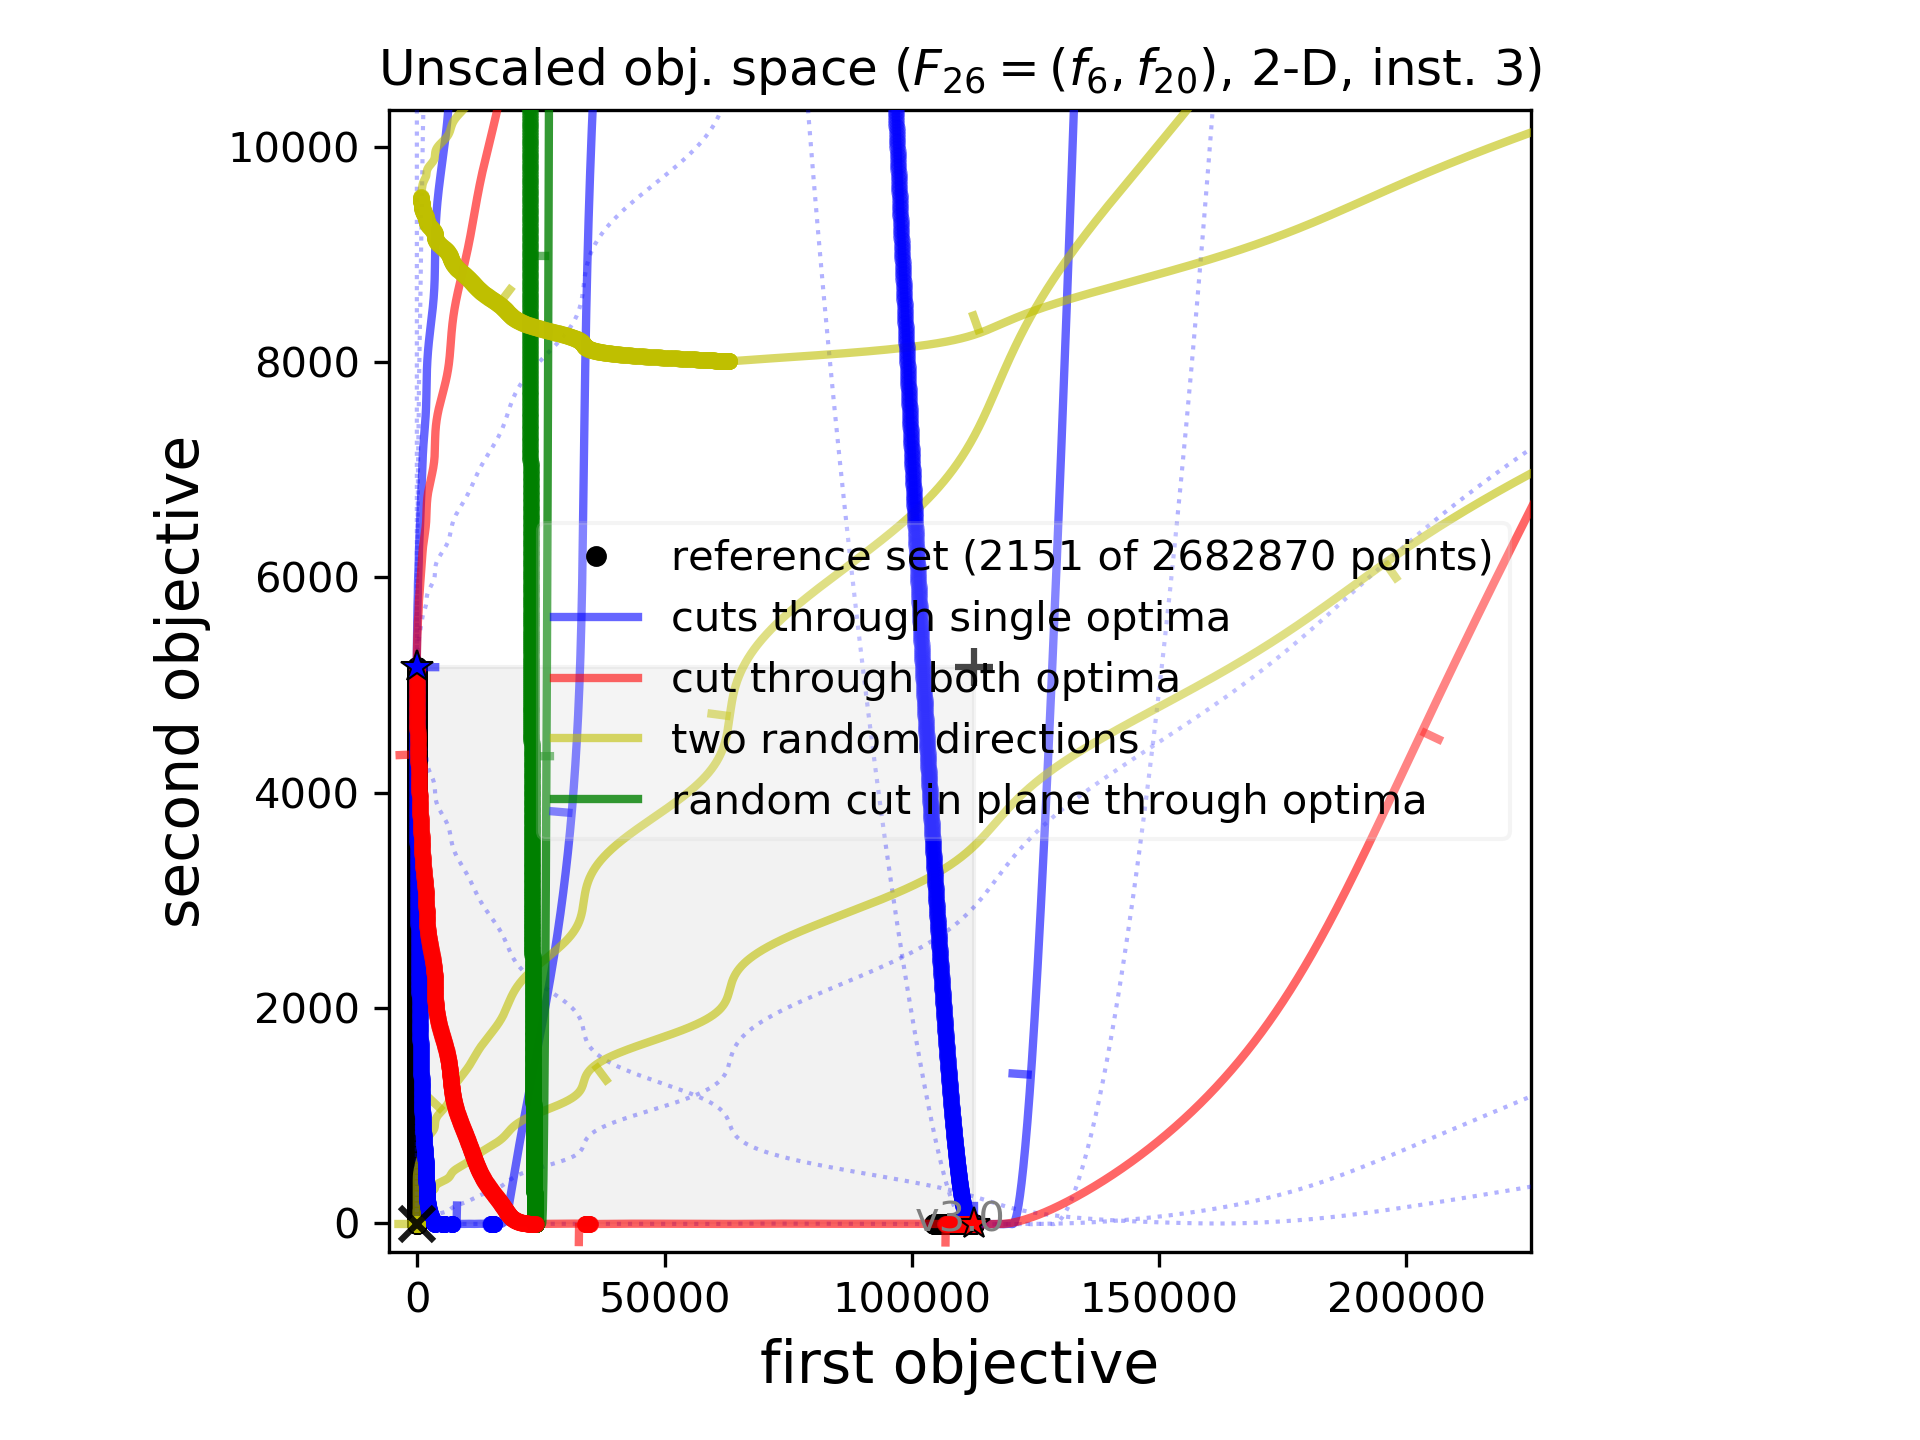 Unscaled obj. space (F26 = (f6, f20), 2-D, inst. 3)
10000
8000
6000
4000
2000
0
second objective
reference set (2151 of 2682870 points)
cuts through single optima
cut through both optima
two random directions
random cut in plane through optima
v3.0
0 50000 100000 150000 200000
first objective